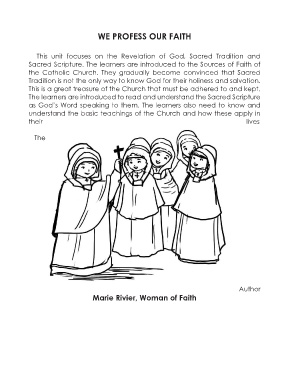 WE PROFESS OUR FAITH
This unit focuses on the Revelation of God, Sacred Tradition and
Sacred Scripture. The learners are introduced to the Sources of Faith of
the Catholic Church. They gradually become convinced that Sacred
Tradition is not the only way to know God for their holiness and salvation.
This is a great treasure of the Church that must be adhered to and kept.
The learners are introduced to read and understand the Sacred Scripture
as God's Word speaking to them. The learners also need to know and
understand the basic teachings of the Church and how these apply in
their lives
The
Author
Marie Rivier, Woman of Faith